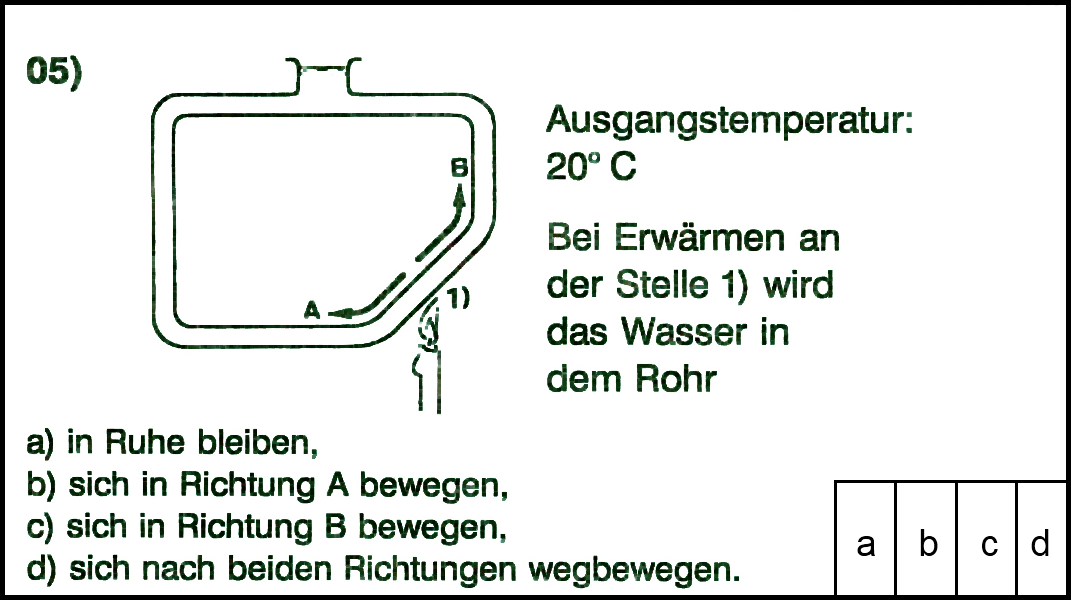 05)
Ausgangstemperatur:
20° C
B
Bei Erwärmen an
der Stelle 1) wird
das Wasser in
dem Rohr
1)
A
a) in Ruhe bleiben,
b) sich in Richtung A bewegen,
c) sich in Richtung B bewegen,
d) sich nach beiden Richtungen wegbewegen.
a b c d